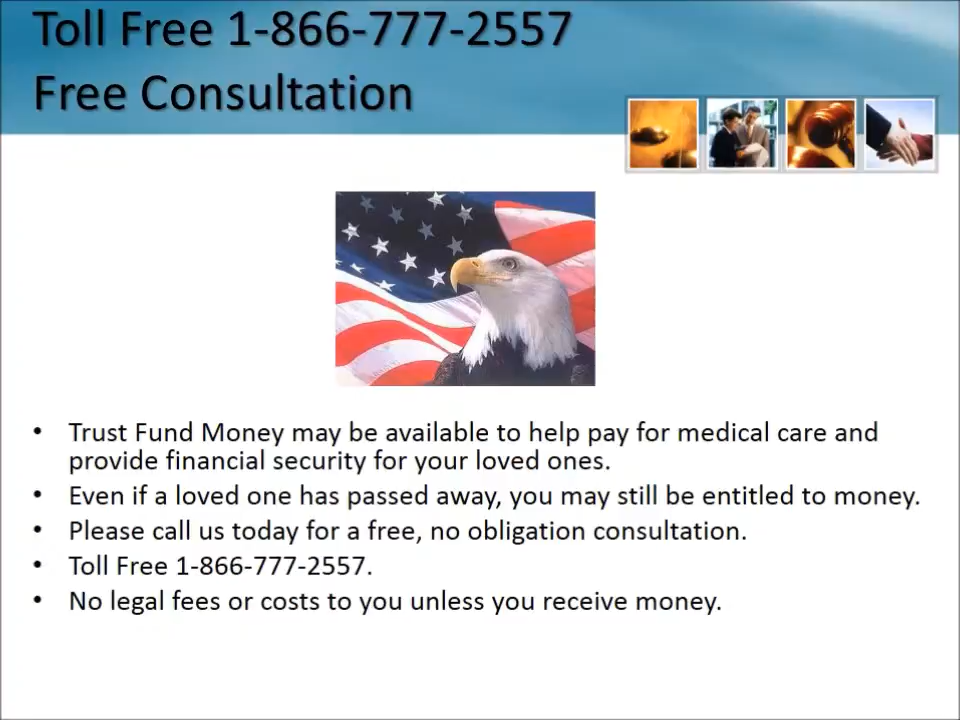 Toll Free 1-866-777-2557
Free Consultation
• Trust Fund Money may be available to help pay for medical care and
provide financial security for your loved ones.
• Even if a loved one has passed away, you may still be entitled to money.
• Please call us today for a free, no obligation consultation.
• Toll Free 1-866-777-2557.
• No legal fees or costs to you unless you receive money.